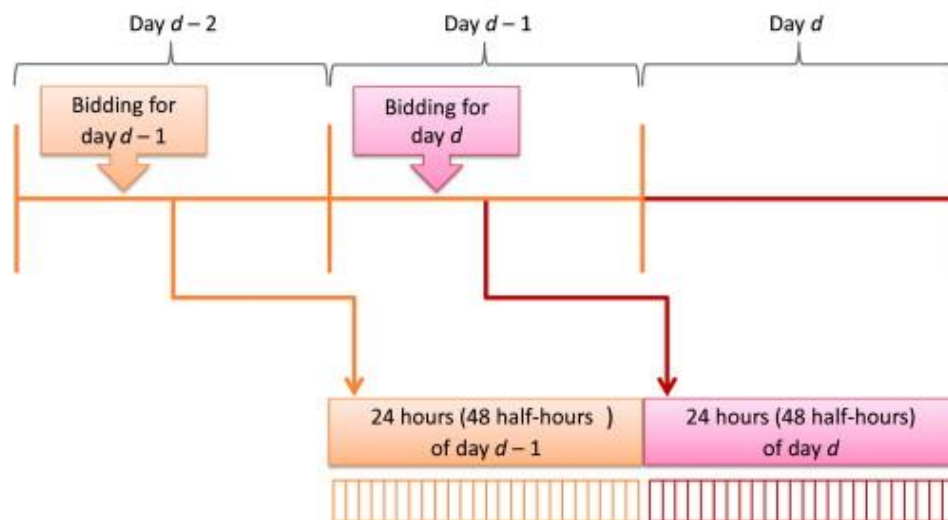 Day d – 2
Day d – 1
Day d
Bidding for
day d – 1
Bidding for
day d
24 hours (48 half-hours )
of day d – 1
24 hours (48 half-hours)
of day d